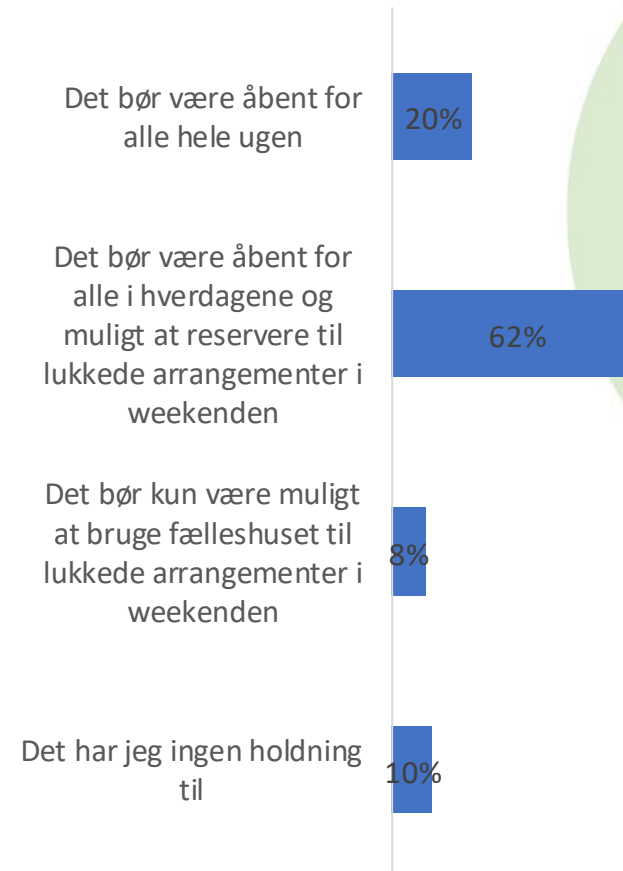 Det bør være åbent for
alle hele ugen
20%
Det bør være åbent for
alle i hverdagene og
muligt at reservere til
lukkede arrangementer i
weekenden
62%
Det bør kun være muligt
at bruge fælleshuset til
lukkede arrangementer i
weekenden
8%
Det har jeg ingen holdning
til
10%